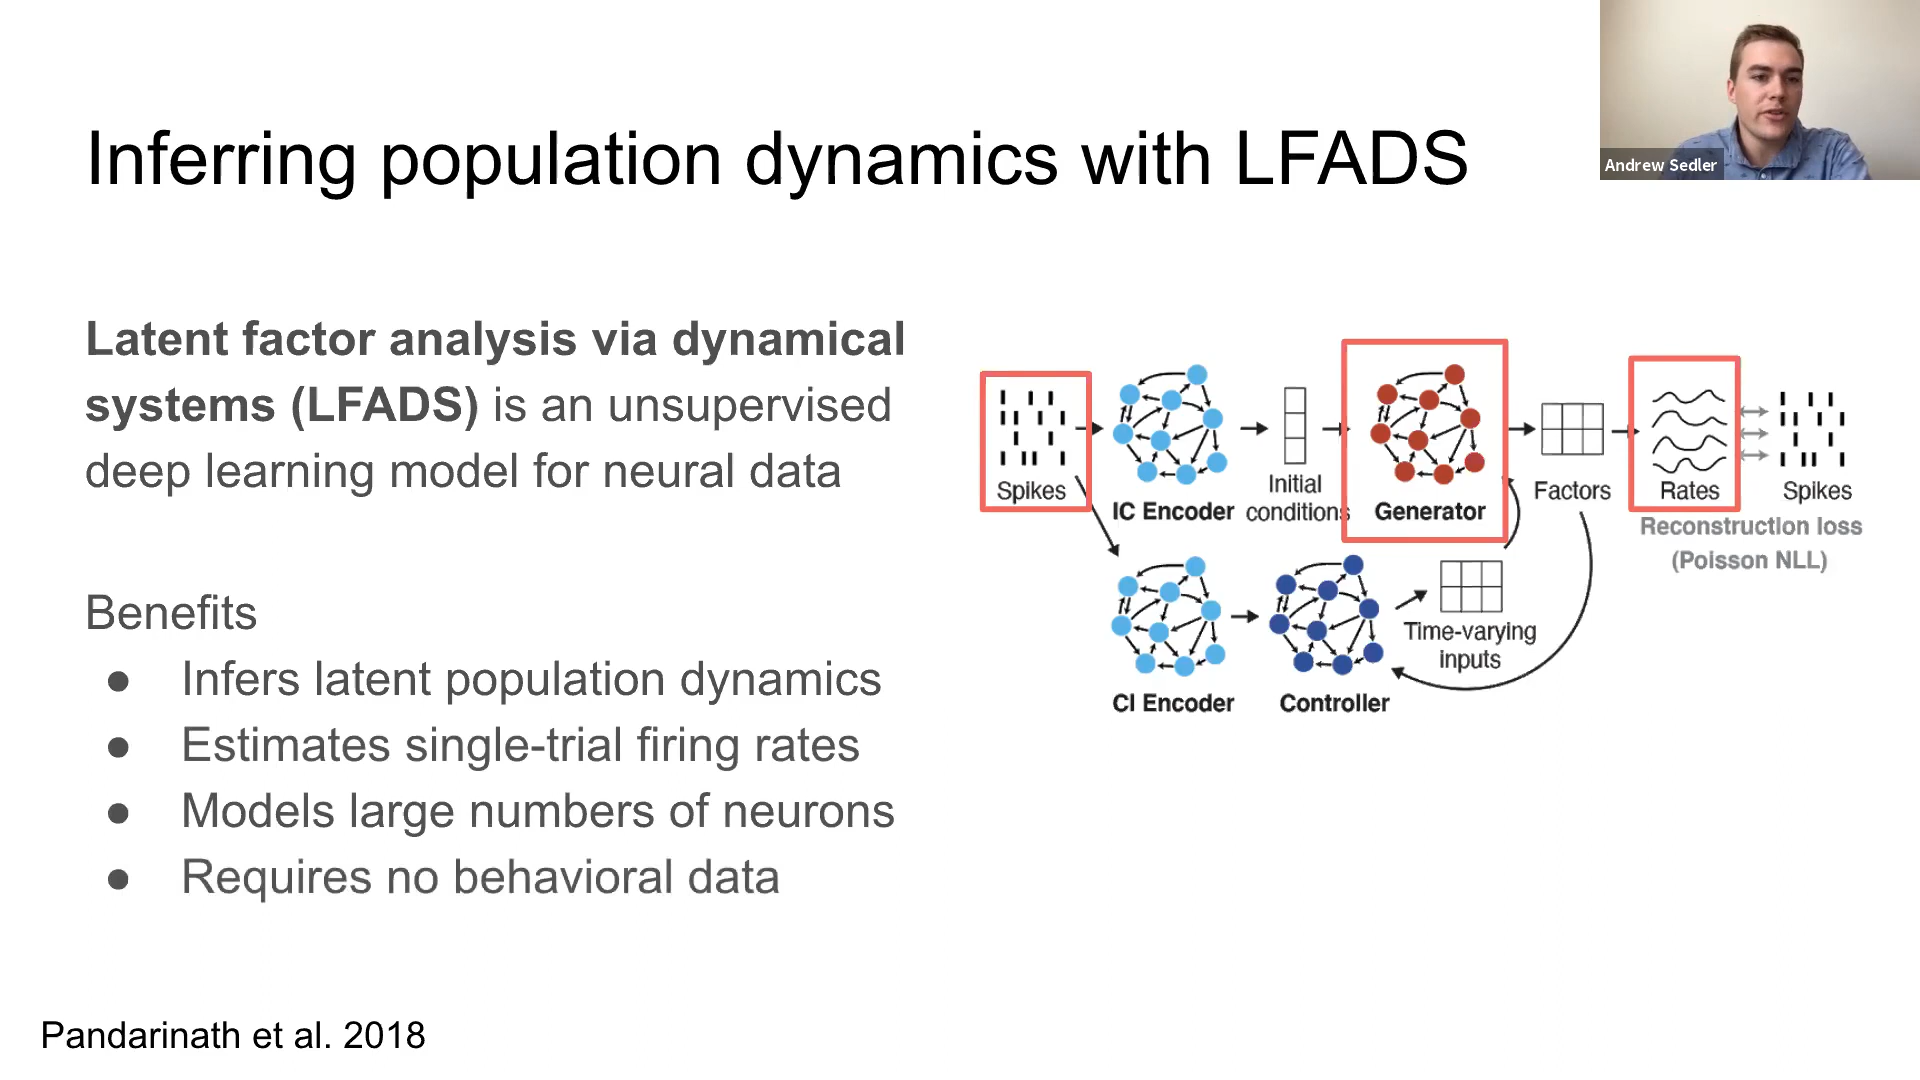 Inferring population dynamics with LFADS
Andrew Sedler
Latent factor analysis via dynamical
systems (LFADS) is an unsupervised
deep learning model for neural data
Benefits
● Infers latent population dynamics
● Estimates single-trial firing rates
● Models large numbers of neurons
● Requires no behavioral data
Spikes
IC Encoder
Initial
conditions
Generator
Factors
Rates
Spikes
Reconstruction loss
(Poisson NLL)
CI Encoder
Controller
Time-varying
inputs
Pandarinath et al. 2018